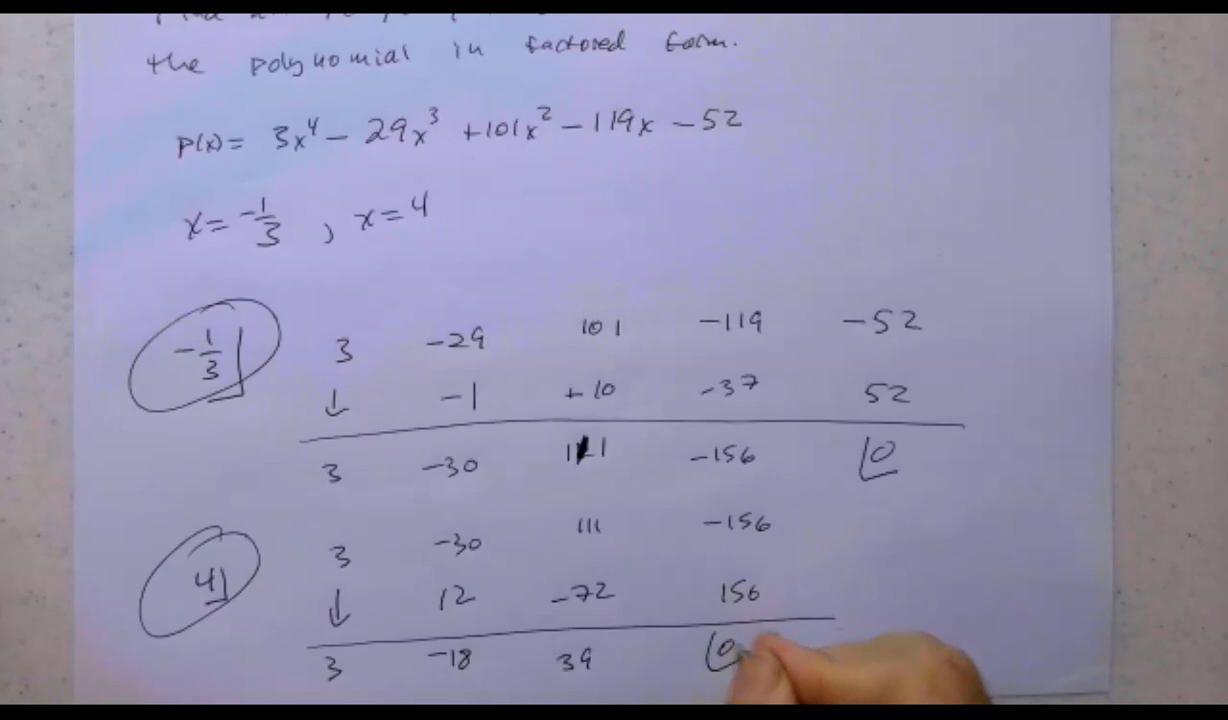 the polynomial in factored form.
P(x) = 3x⁴ - 29x³ + 101x² - 119x - 52
x = -1/3 , x = 4
-1/3 | 3 -29 101 -119 -52
↓ -1 +10 -37 52
3 -30 111 -156 |0
3 -30 111 -156
4| ↓ 12 -72 156
3 -18 39 |0